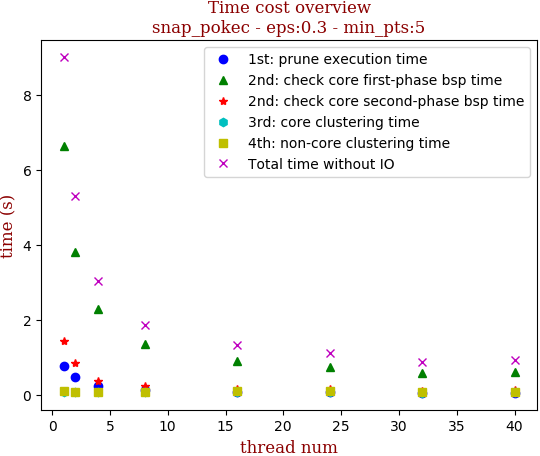 Time cost overview
snap_pokec - eps:0.3 - min_pts:5
1st: prune execution time
2nd: check core first-phase bsp time
2nd: check core second-phase bsp time
3rd: core clustering time
4th: non-core clustering time
Total time without IO
time (s)
8
6
4
2
0
0 5 10 15 20 25 30 35 40
thread num